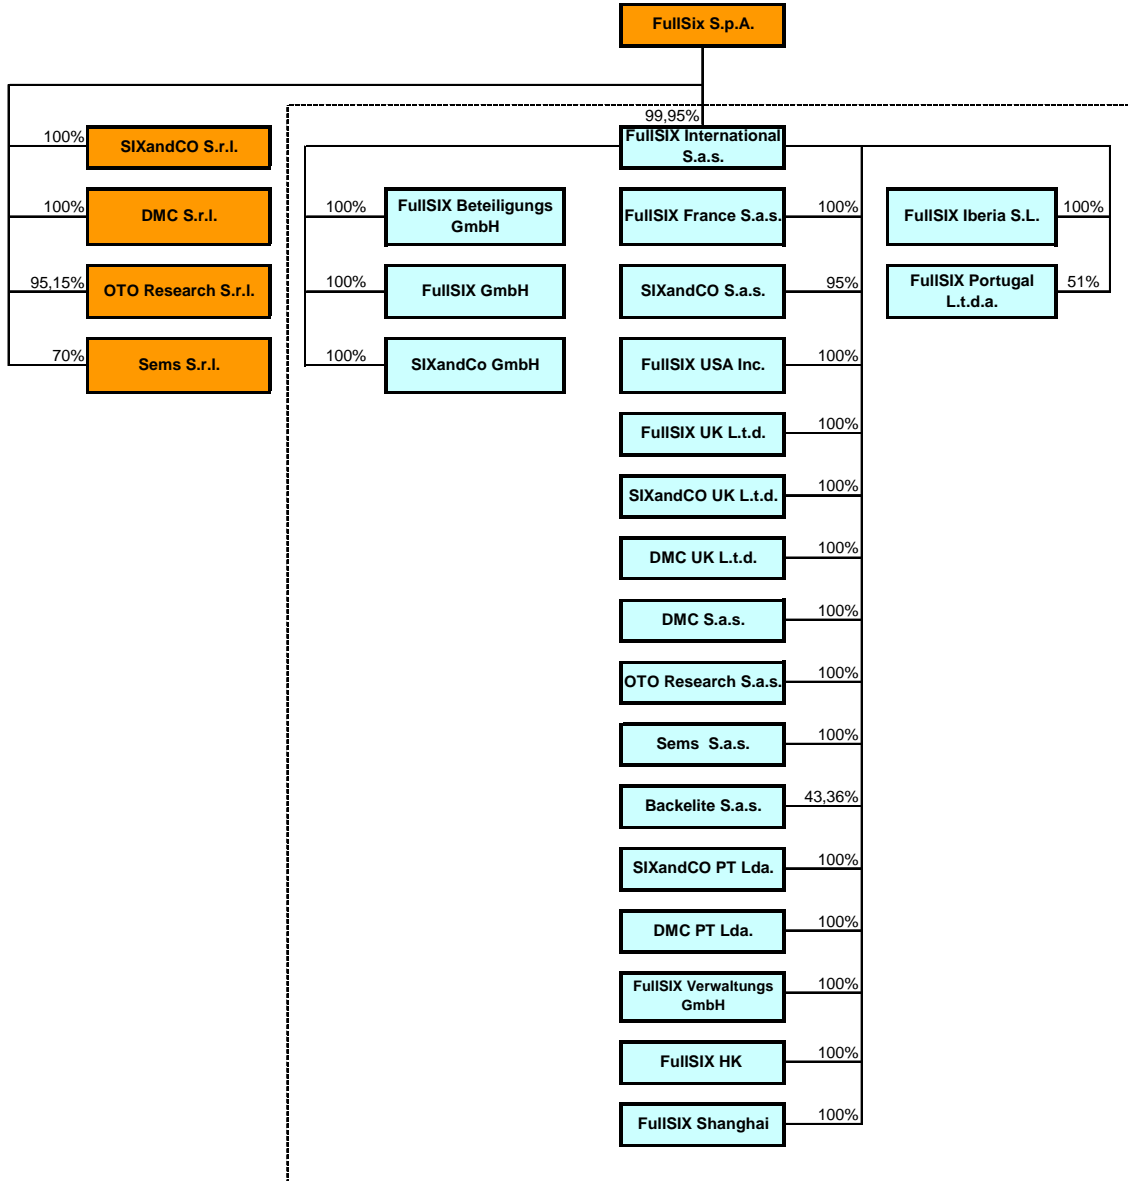 FullSix S.p.A.
99,95%
FullSIX International
S.a.s.
100%
SIXandCO S.r.l.
100%
DMC S.r.l.
95,15%
OTO Research S.r.l.
70%
Sems S.r.l.
100%
FullSIX Beteiligungs
GmbH
100%
FullSIX GmbH
100%
SIXandCo GmbH
FullSIX France S.a.s.
100%
SIXandCO S.a.s.
95%
FullSIX USA Inc.
100%
FullSIX UK L.t.d.
100%
SIXandCO UK L.t.d.
100%
DMC UK L.t.d.
100%
DMC S.a.s.
100%
OTO Research S.a.s.
100%
Sems  S.a.s.
100%
Backelite S.a.s.
43,36%
SIXandCO PT Lda.
100%
DMC PT Lda.
100%
FullSIX Verwaltungs
GmbH
100%
FullSIX HK
100%
FullSIX Shanghai
100%
FullSIX Iberia S.L.
100%
FullSIX Portugal
L.t.d.a.
51%